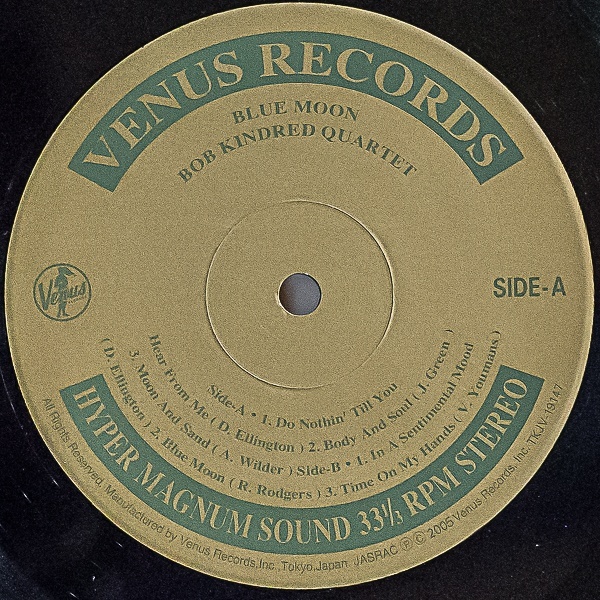 VENUS RECORDS
BLUE MOON
BOB KINDRED QUARTET
Venus
SIDE-A
Side-A • 1. Do Nothin' Till You
Hear From Me ( D. Ellington ) 2. Body And Soul ( J. Green )
3. Moon And Sand ( A. Wilder ) Side-B • 1. In A Sentimental Mood
( D. Ellington ) 2. Blue Moon ( R. Rodgers ) 3. Time On My Hands ( V. Youmans )
HYPER MAGNUM SOUND 33 1/3 RPM STEREO
All Rights Reserved. Manufactured by Venus Records,Inc.,Tokyo,Japan. JASRAC Ⓟ © 2005 Venus Records, Inc. TKJV-19147